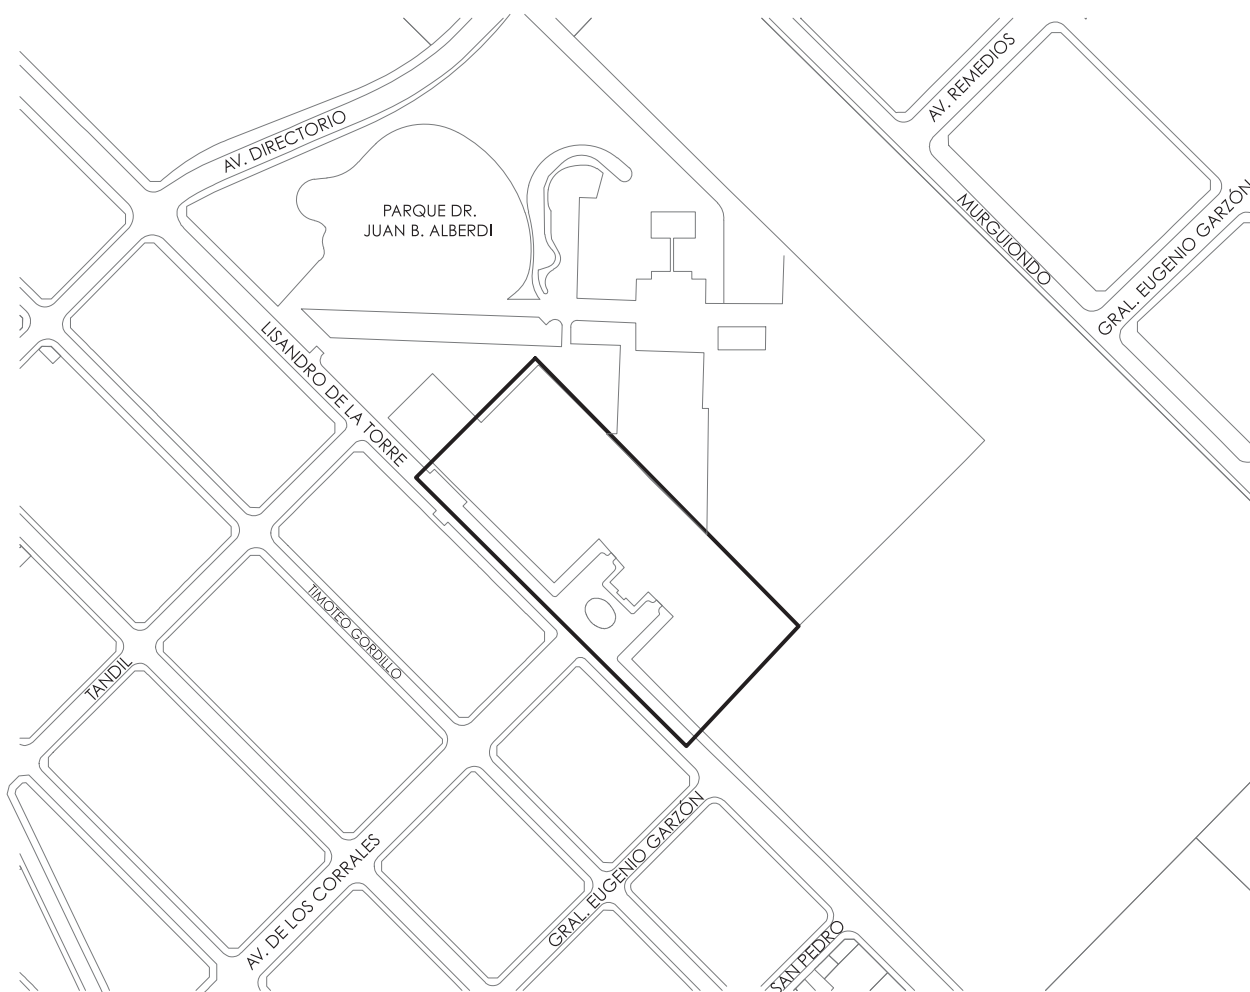 AV. REMEDIOS
AV. DIRECTORIO
PARQUE DR.
JUAN B. ALBERDI
MURGUIONDO
GRAL. EUGENIO GARZÓN
LISANDRO DE LA TORRE
TIMOTEO GORDILLO
TANDIL
AV. DE LOS CORRALES
GRAL. EUGENIO GARZÓN
SAN PEDRO